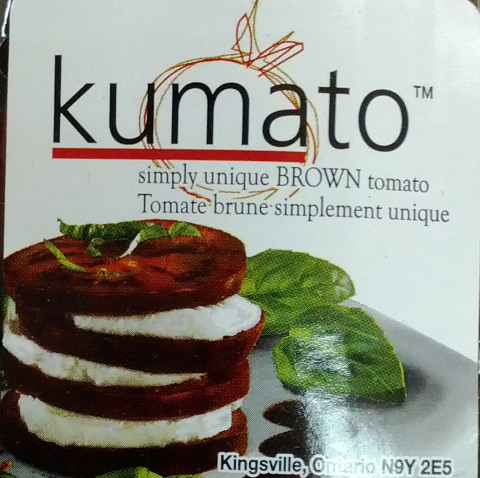 kumato™
simply unique BROWN tomato
Tomate brune simplement unique
Kingsville, Ontario N9Y 2E5